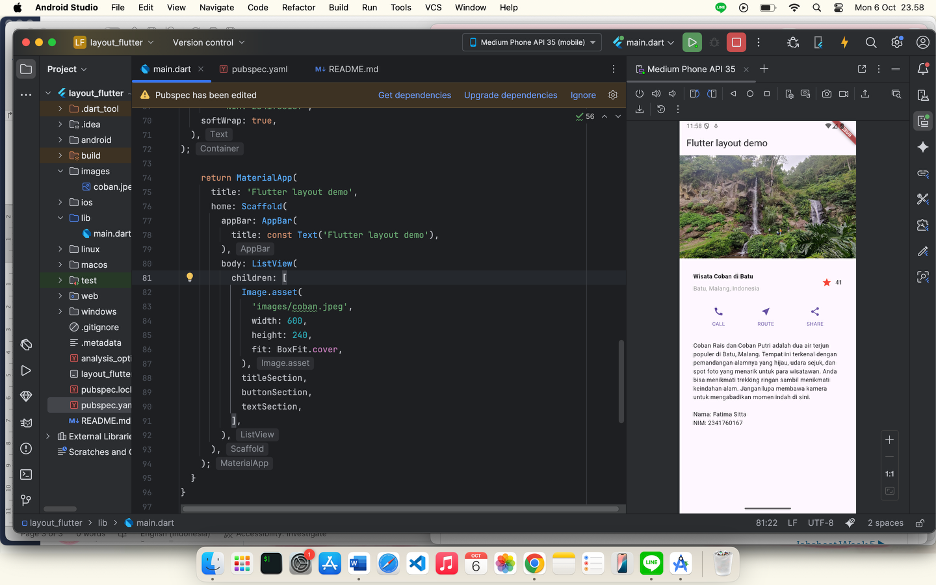 Android Studio File Edit View Navigate Code Refactor Build Run Tools VCS Window Help Mon 6 Oct 23.58
LF layout_flutter Version control Medium Phone API 35 (mobile) main.dart
Project main.dart pubspec.yaml M↓ README.md Medium Phone API 35
Pubspec has been edited Get dependencies Upgrade dependencies Ignore
layout_flutter
.dart_tool
.idea
android
build
images
coban.jpe
ios
lib
main.dart
linux
macos
test
web
windows
.gitignore
.metadata
analysis_opti
layout_flutte
pubspec.loc
pubspec.yam
M↓ README.md
External Librarie
Scratches and C
56
70 softWrap: true,
71 ), Text
72 ); Container
73
74 return MaterialApp(
75 title: 'Flutter layout demo',
76 home: Scaffold(
77 appBar: AppBar(
78 title: const Text('Flutter layout demo'),
79 ), AppBar
80 body: ListView(
81 children: [
82 Image.asset(
83 'images/coban.jpeg',
84 width: 600,
85 height: 240,
86 fit: BoxFit.cover,
87 ), Image.asset
88 titleSection,
89 buttonSection,
90 textSection,
91 ],
92 ), ListView
93 ), Scaffold
94 ); MaterialApp
95 }
96 }
97
11:58
Flutter layout demo
Wisata Coban di Batu
Batu, Malang, Indonesia
41
CALL ROUTE SHARE
Coban Rais dan Coban Putri adalah dua air terjun
populer di Batu, Malang. Tempat ini terkenal dengan
pemandangan alamnya yang hijau, udara sejuk, dan
spot foto yang menarik untuk para wisatawan. Anda
bisa menikmati trekking ringan sambil menikmati
keindahan alam. Jangan lupa membawa kamera
untuk mengabadikan momen indah di sini.
Nama: Fatima Sitta
NIM: 2341760167
1:1
layout_flutter > lib > main.dart 81:22 LF UTF-8 2 spaces
OCT
6
LINE